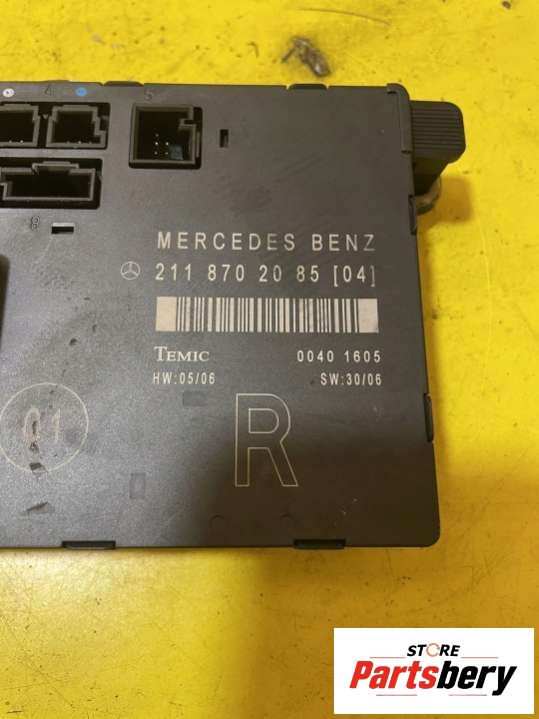 4
5
8
MERCEDES BENZ
211 870 20 85 [04]
TEMIC 0040 1605
HW:05/06 SW:30/06
R
STORE
Partsbery